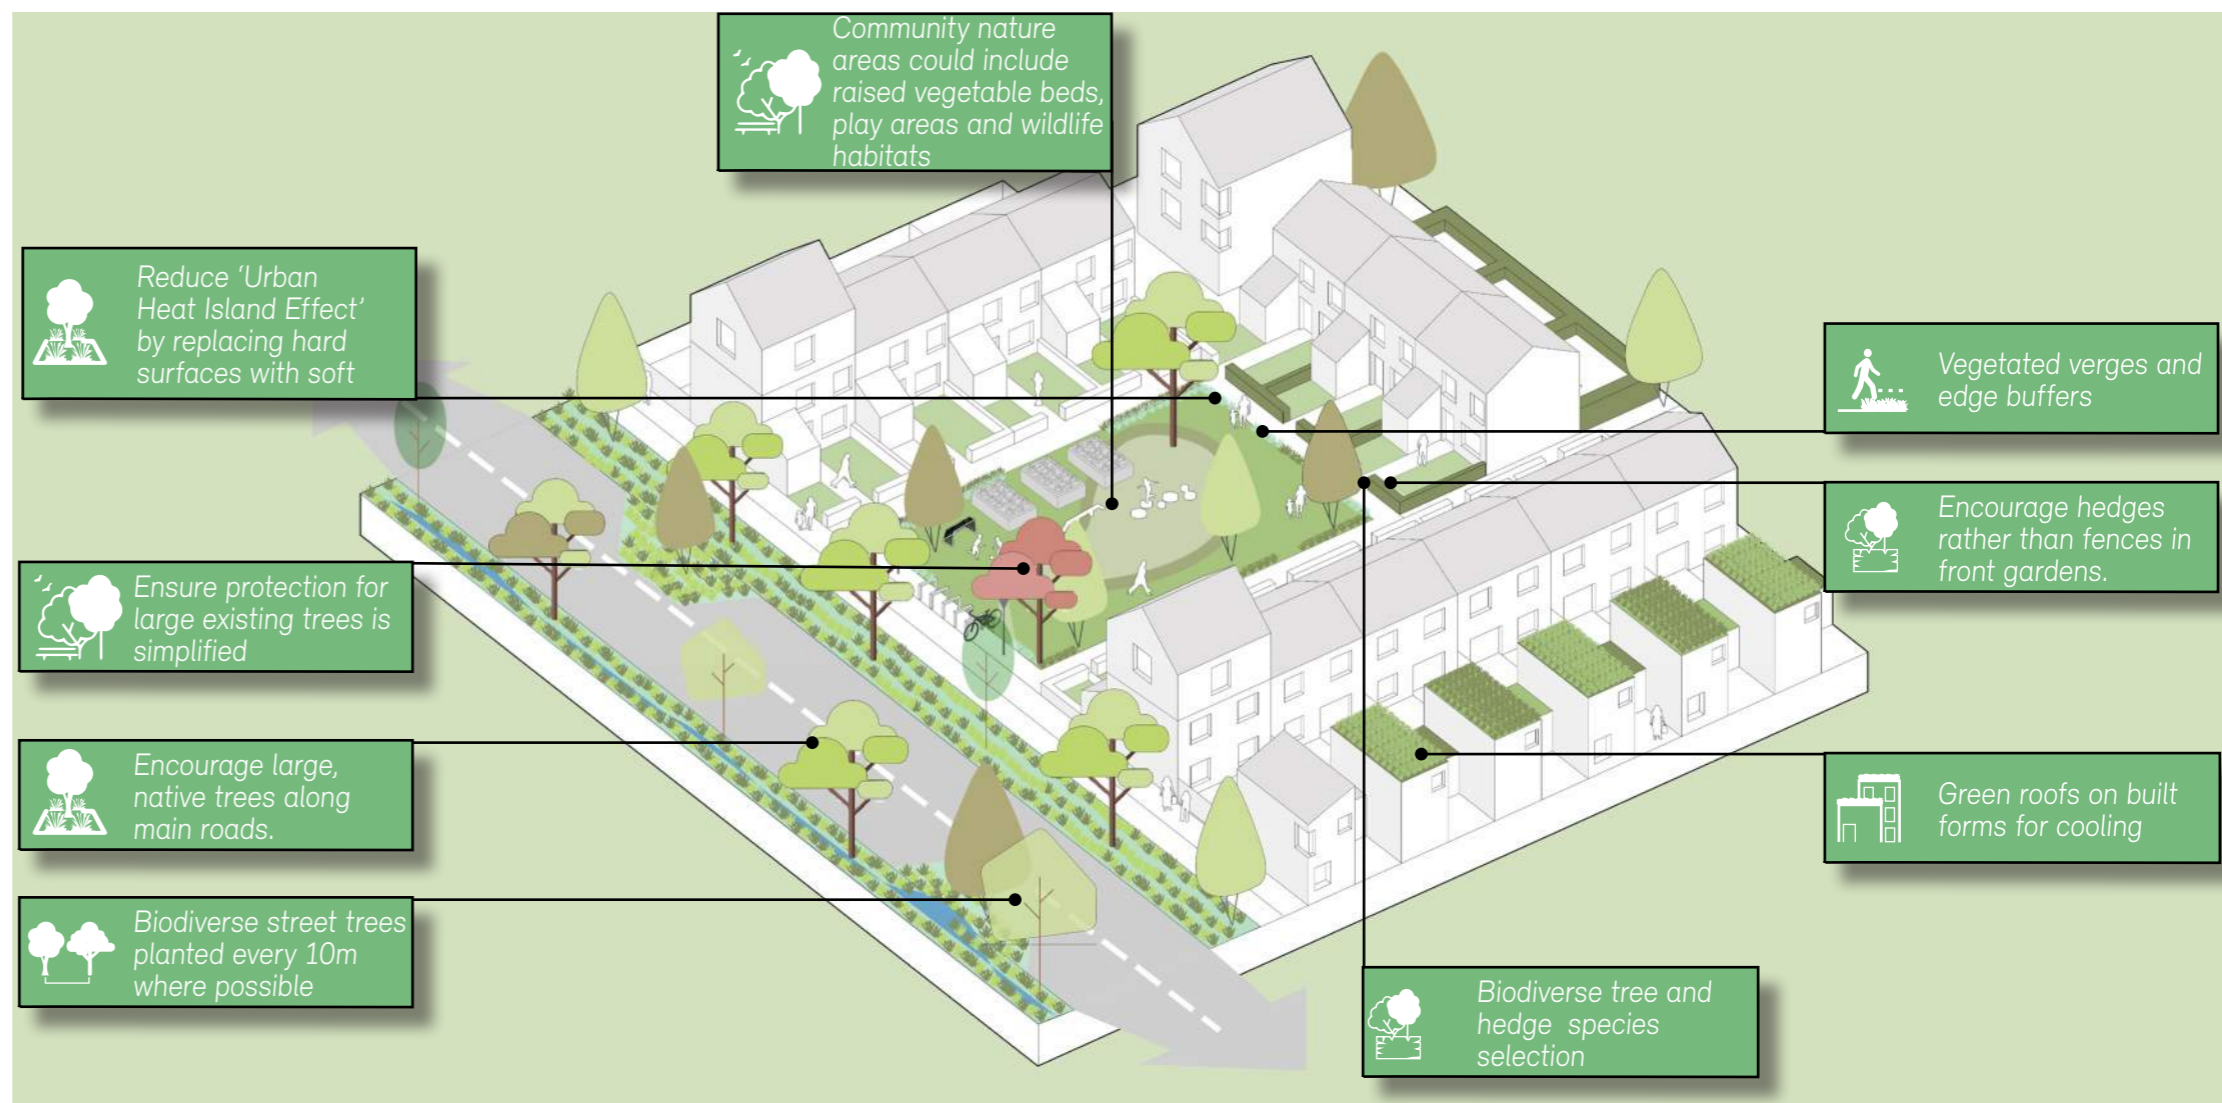 Community nature
areas could include
raised vegetable beds,
play areas and wildlife
habitats
Reduce ‘Urban
Heat Island Effect’
by replacing hard
surfaces with soft
Ensure protection for
large existing trees is
simplified
Encourage large,
native trees along
main roads.
Biodiverse street trees
planted every 10m
where possible
Vegetated verges and
edge buffers
Encourage hedges
rather than fences in
front gardens.
Green roofs on built
forms for cooling
Biodiverse tree and
hedge species
selection